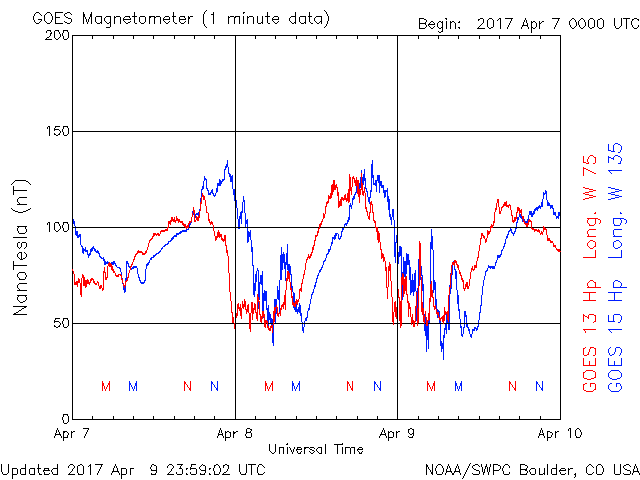 GOES Magnetometer (1 minute data)
Begin: 2017 Apr 7 0000 UTC
200
150
100
50
0
NanoTesla (nT)
M M N N M M N N M M N N
Apr 7 Apr 8 Apr 9 Apr 10
Universal Time
GOES 13 Hp Long. W 75
GOES 15 Hp Long. W 135
Updated 2017 Apr 9 23:59:02 UTC
NOAA/SWPC Boulder, CO USA